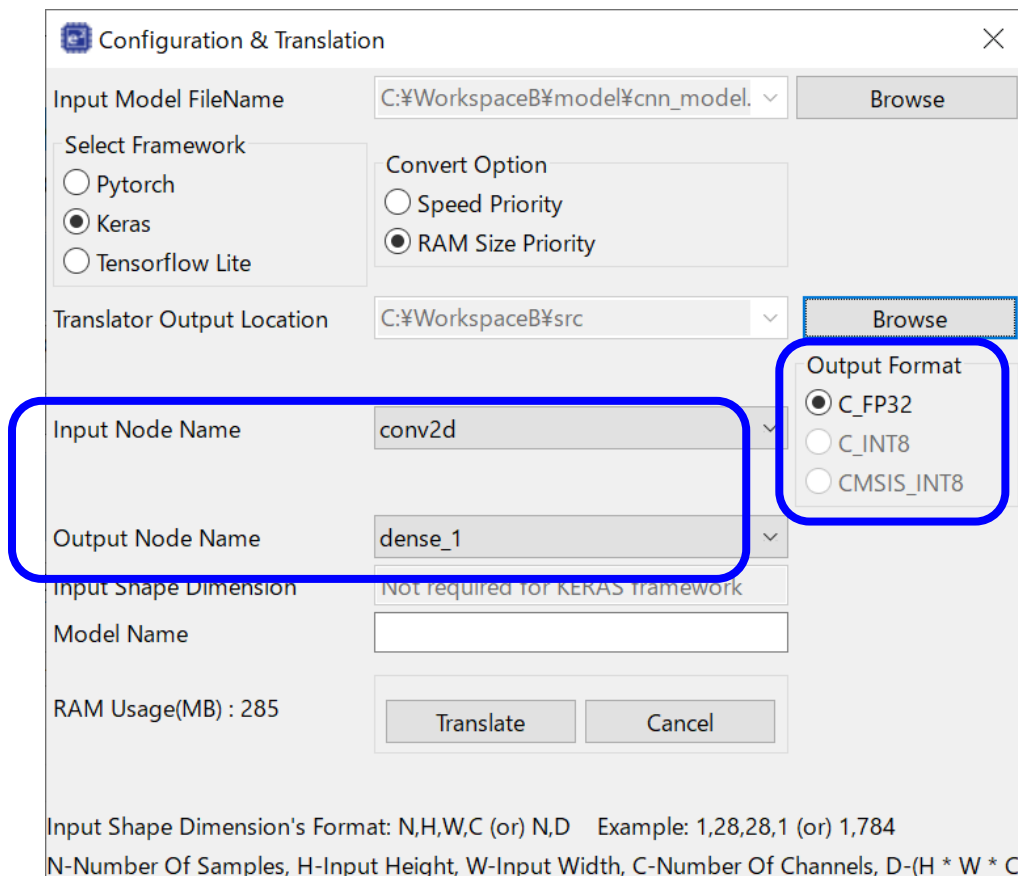 Configuration & Translation
Input Model FileName
C:¥WorkspaceB¥model¥cnn_model.
Browse
Select Framework
Pytorch
Keras
Tensorflow Lite
Convert Option
Speed Priority
RAM Size Priority
Translator Output Location
C:¥WorkspaceB¥src
Browse
Output Format
C_FP32
C_INT8
CMSIS_INT8
Input Node Name
conv2d
Output Node Name
dense_1
Input Shape Dimension
Not required for KERAS framework
Model Name
RAM Usage(MB) : 285
Translate
Cancel
Input Shape Dimension's Format: N,H,W,C (or) N,D Example: 1,28,28,1 (or) 1,784
N-Number Of Samples, H-Input Height, W-Input Width, C-Number Of Channels, D-(H * W * C